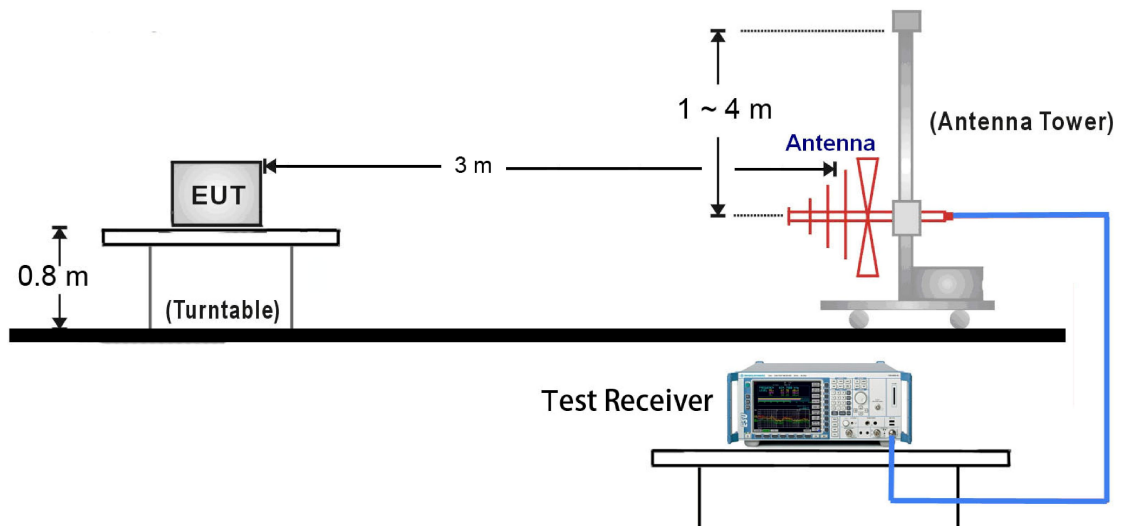 1 ~ 4 m
(Antenna Tower)
Antenna
3 m
EUT
0.8 m
(Turntable)
Test Receiver